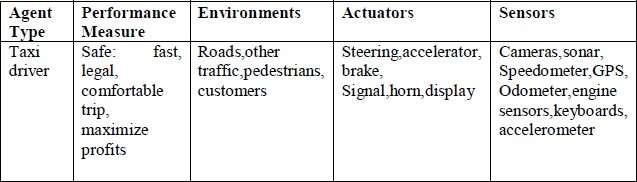 Agent Type
Performance Measure
Environments
Actuators
Sensors
Taxi driver
Safe: fast,
legal,
comfortable
trip,
maximize
profits
Roads,other
traffic,pedestrians,
customers
Steering,accelerator,
brake,
Signal,horn,display
Cameras,sonar,
Speedometer,GPS,
Odometer,engine
sensors,keyboards,
accelerometer